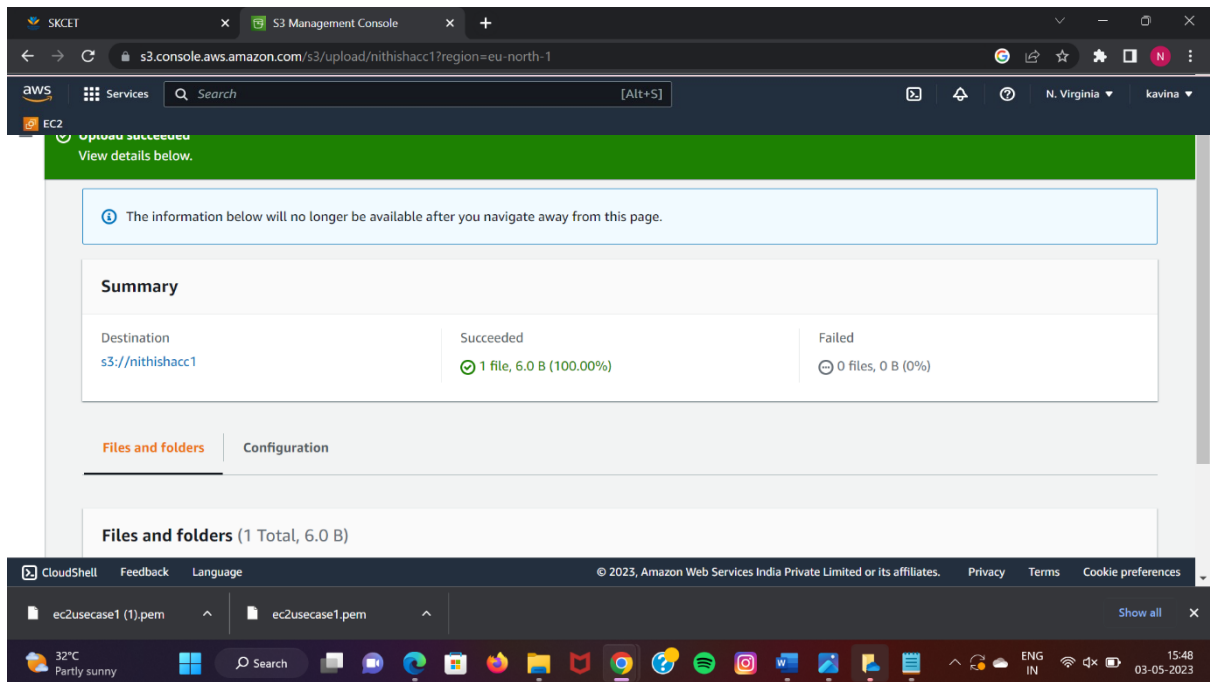 SKCET
S3 Management Console
s3.console.aws.amazon.com/s3/upload/nithishacc1?region=eu-north-1
N
aws
Services
Search
[Alt+S]
N. Virginia
kavina
EC2
Upload succeeded
View details below.
The information below will no longer be available after you navigate away from this page.
Summary
Destination
s3://nithishacc1
Succeeded
1 file, 6.0 B (100.00%)
Failed
0 files, 0 B (0%)
Files and folders
Configuration
Files and folders (1 Total, 6.0 B)
CloudShell
Feedback
Language
© 2023, Amazon Web Services India Private Limited or its affiliates.
Privacy
Terms
Cookie preferences
ec2usecase1 (1).pem
ec2usecase1.pem
Show all
32°C
Partly sunny
Search
ENG
IN
15:48
03-05-2023